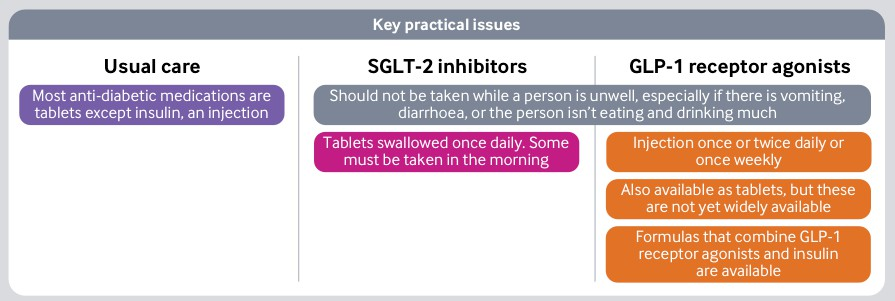 Key practical issues
Usual care
Most anti-diabetic medications are
tablets except insulin, an injection
SGLT-2 inhibitors
GLP-1 receptor agonists
Should not be taken while a person is unwell, especially if there is vomiting,
diarrhoea, or the person isn't eating and drinking much
Tablets swallowed once daily. Some
must be taken in the morning
Injection once or twice daily or
once weekly
Also available as tablets, but these
are not yet widely available
Formulas that combine GLP-1
receptor agonists and insulin
are available